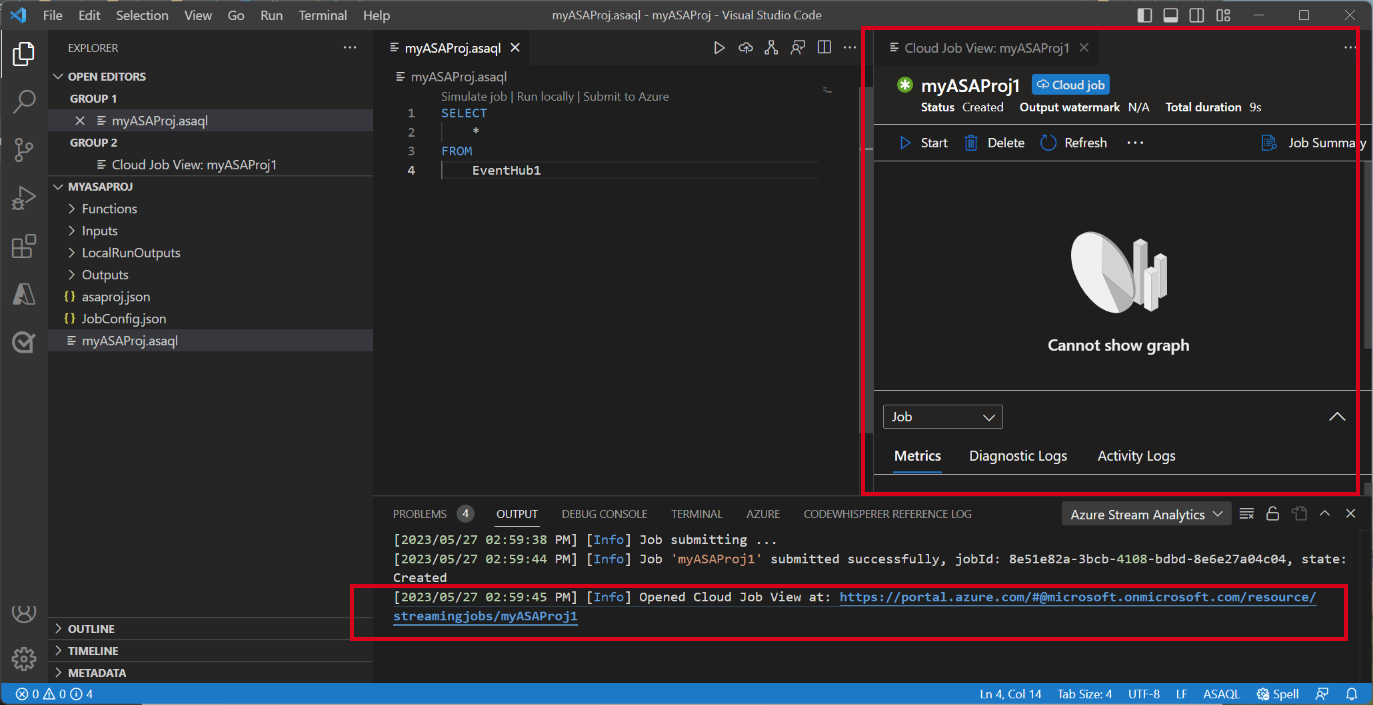 File Edit Selection View Go Run Terminal Help
myASAProj.asaql - myASAProj - Visual Studio Code
EXPLORER
OPEN EDITORS
GROUP 1
myASAProj.asaql
GROUP 2
Cloud Job View: myASAProj1
MYASAPROJ
Functions
Inputs
LocalRunOutputs
Outputs
{} asaproj.json
{} JobConfig.json
myASAProj.asaql
OUTLINE
TIMELINE
METADATA
myASAProj.asaql
myASAProj.asaql
Simulate job | Run locally | Submit to Azure
1 SELECT
2 *
3 FROM
4 EventHub1
Cloud Job View: myASAProj1
myASAProj1 Cloud job
Status Created Output watermark N/A Total duration 9s
Start Delete Refresh Job Summary
Cannot show graph
Job
Metrics Diagnostic Logs Activity Logs
PROBLEMS 4 OUTPUT DEBUG CONSOLE TERMINAL AZURE CODEWHISPERER REFERENCE LOG
Azure Stream Analytics
[2023/05/27 02:59:38 PM] [Info] Job submitting ...
[2023/05/27 02:59:44 PM] [Info] Job 'myASAProj1' submitted successfully, jobId: 8e51e82a-3bcb-4108-bdbd-8e6e27a04c04, state:
Created
[2023/05/27 02:59:45 PM] [Info] Opened Cloud Job View at: https://portal.azure.com/#@microsoft.onmicrosoft.com/resource/
streamingjobs/myASAProj1
0 0 4
Ln 4, Col 14 Tab Size: 4 UTF-8 LF ASAQL Spell